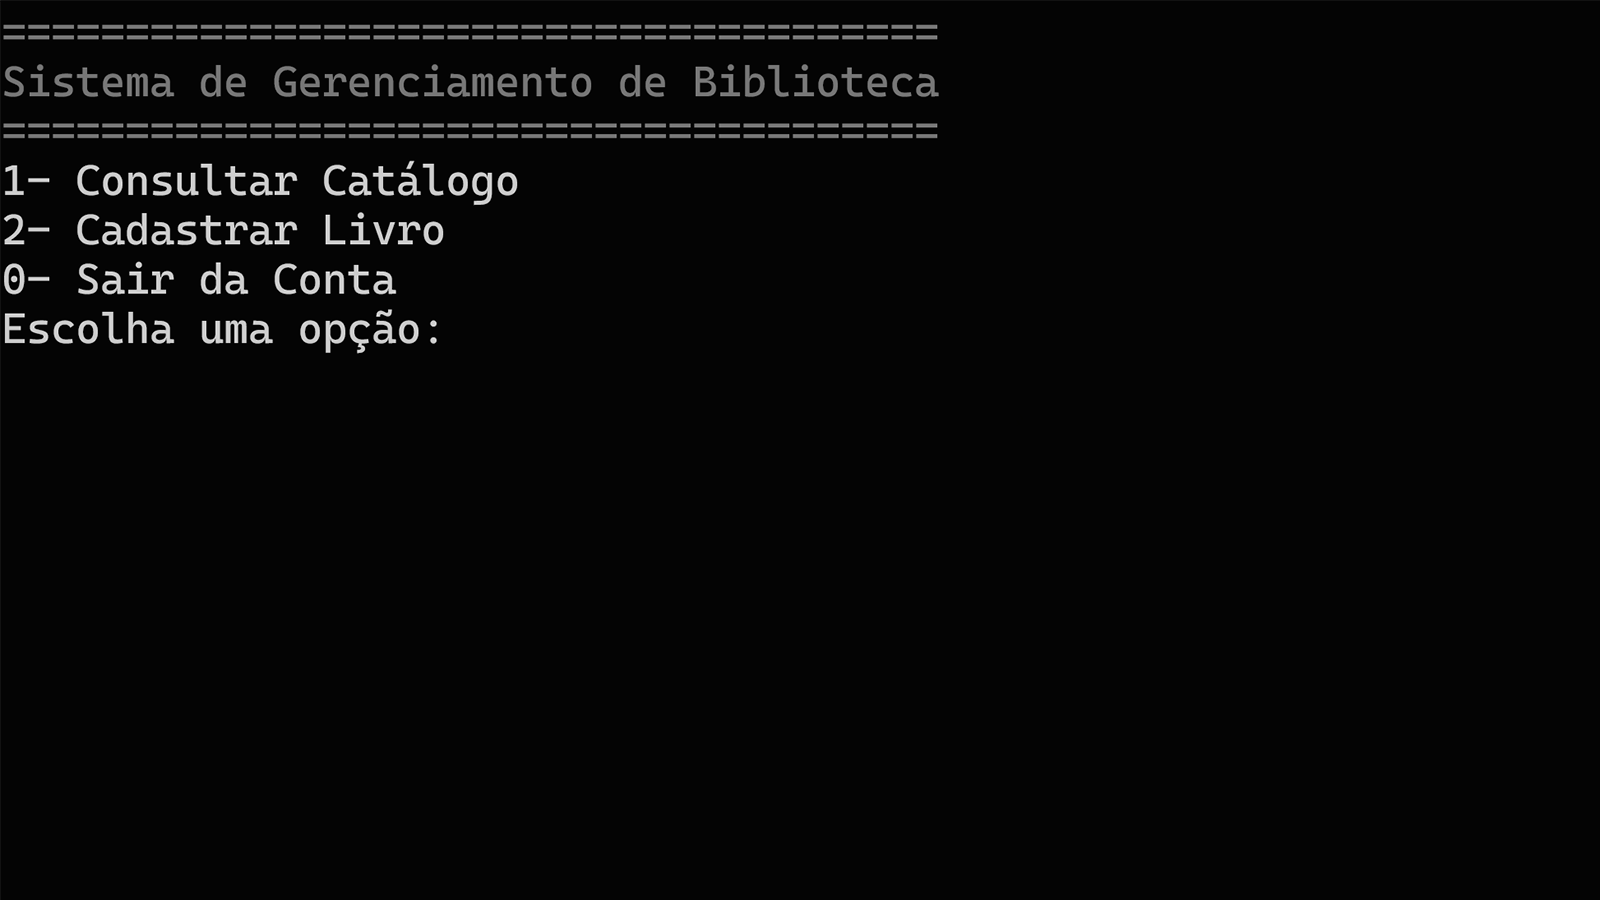 ======================================
Sistema de Gerenciamento de Biblioteca
======================================
1- Consultar Catálogo
2- Cadastrar Livro
0- Sair da Conta
Escolha uma opção: